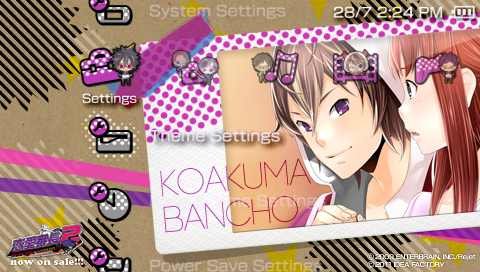 System Settings
28/7 2:24 PM
Settings
Theme Settings
KOAKUMA
BANCHO
Power Save Settings
now on sale!!!
© 2009 ENTERBRAIN, INC./Rejet
© 2011 IDEA FACTORY